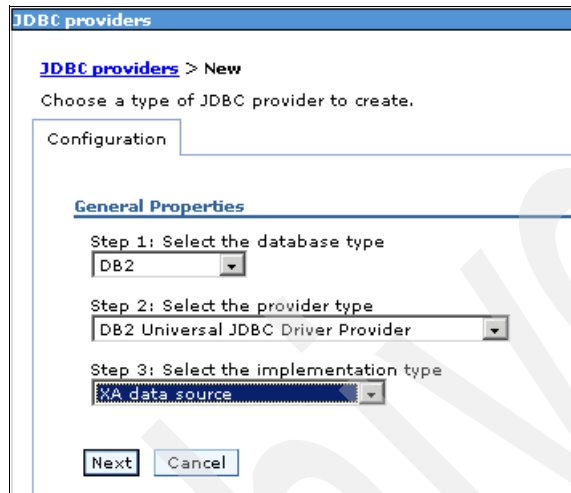 JDBC providers
JDBC providers > New
Choose a type of JDBC provider to create.
Configuration
General Properties
Step 1: Select the database type
DB2
Step 2: Select the provider type
DB2 Universal JDBC Driver Provider
Step 3: Select the implementation type
XA data source
Next Cancel